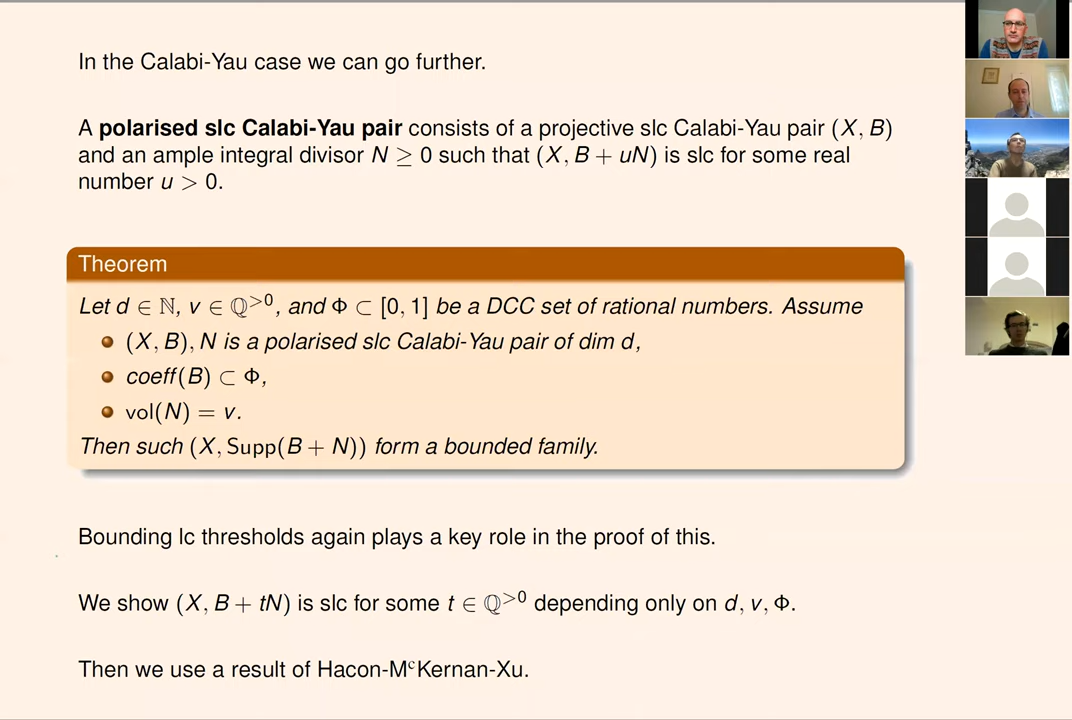 In the Calabi-Yau case we can go further.
A polarised slc Calabi-Yau pair consists of a projective slc Calabi-Yau pair (X, B)
and an ample integral divisor N ≥ 0 such that (X, B + uN) is slc for some real
number u > 0.
Theorem
Let d ∈ ℕ, v ∈ ℚ^{>0}, and Φ ⊂ [0, 1] be a DCC set of rational numbers. Assume
(X, B), N is a polarised slc Calabi-Yau pair of dim d,
coeff(B) ⊂ Φ,
vol(N) = v.
Then such (X, Supp(B + N)) form a bounded family.
Bounding lc thresholds again plays a key role in the proof of this.
We show (X, B + tN) is slc for some t ∈ ℚ^{>0} depending only on d, v, Φ.
Then we use a result of Hacon-MᶜKernan-Xu.